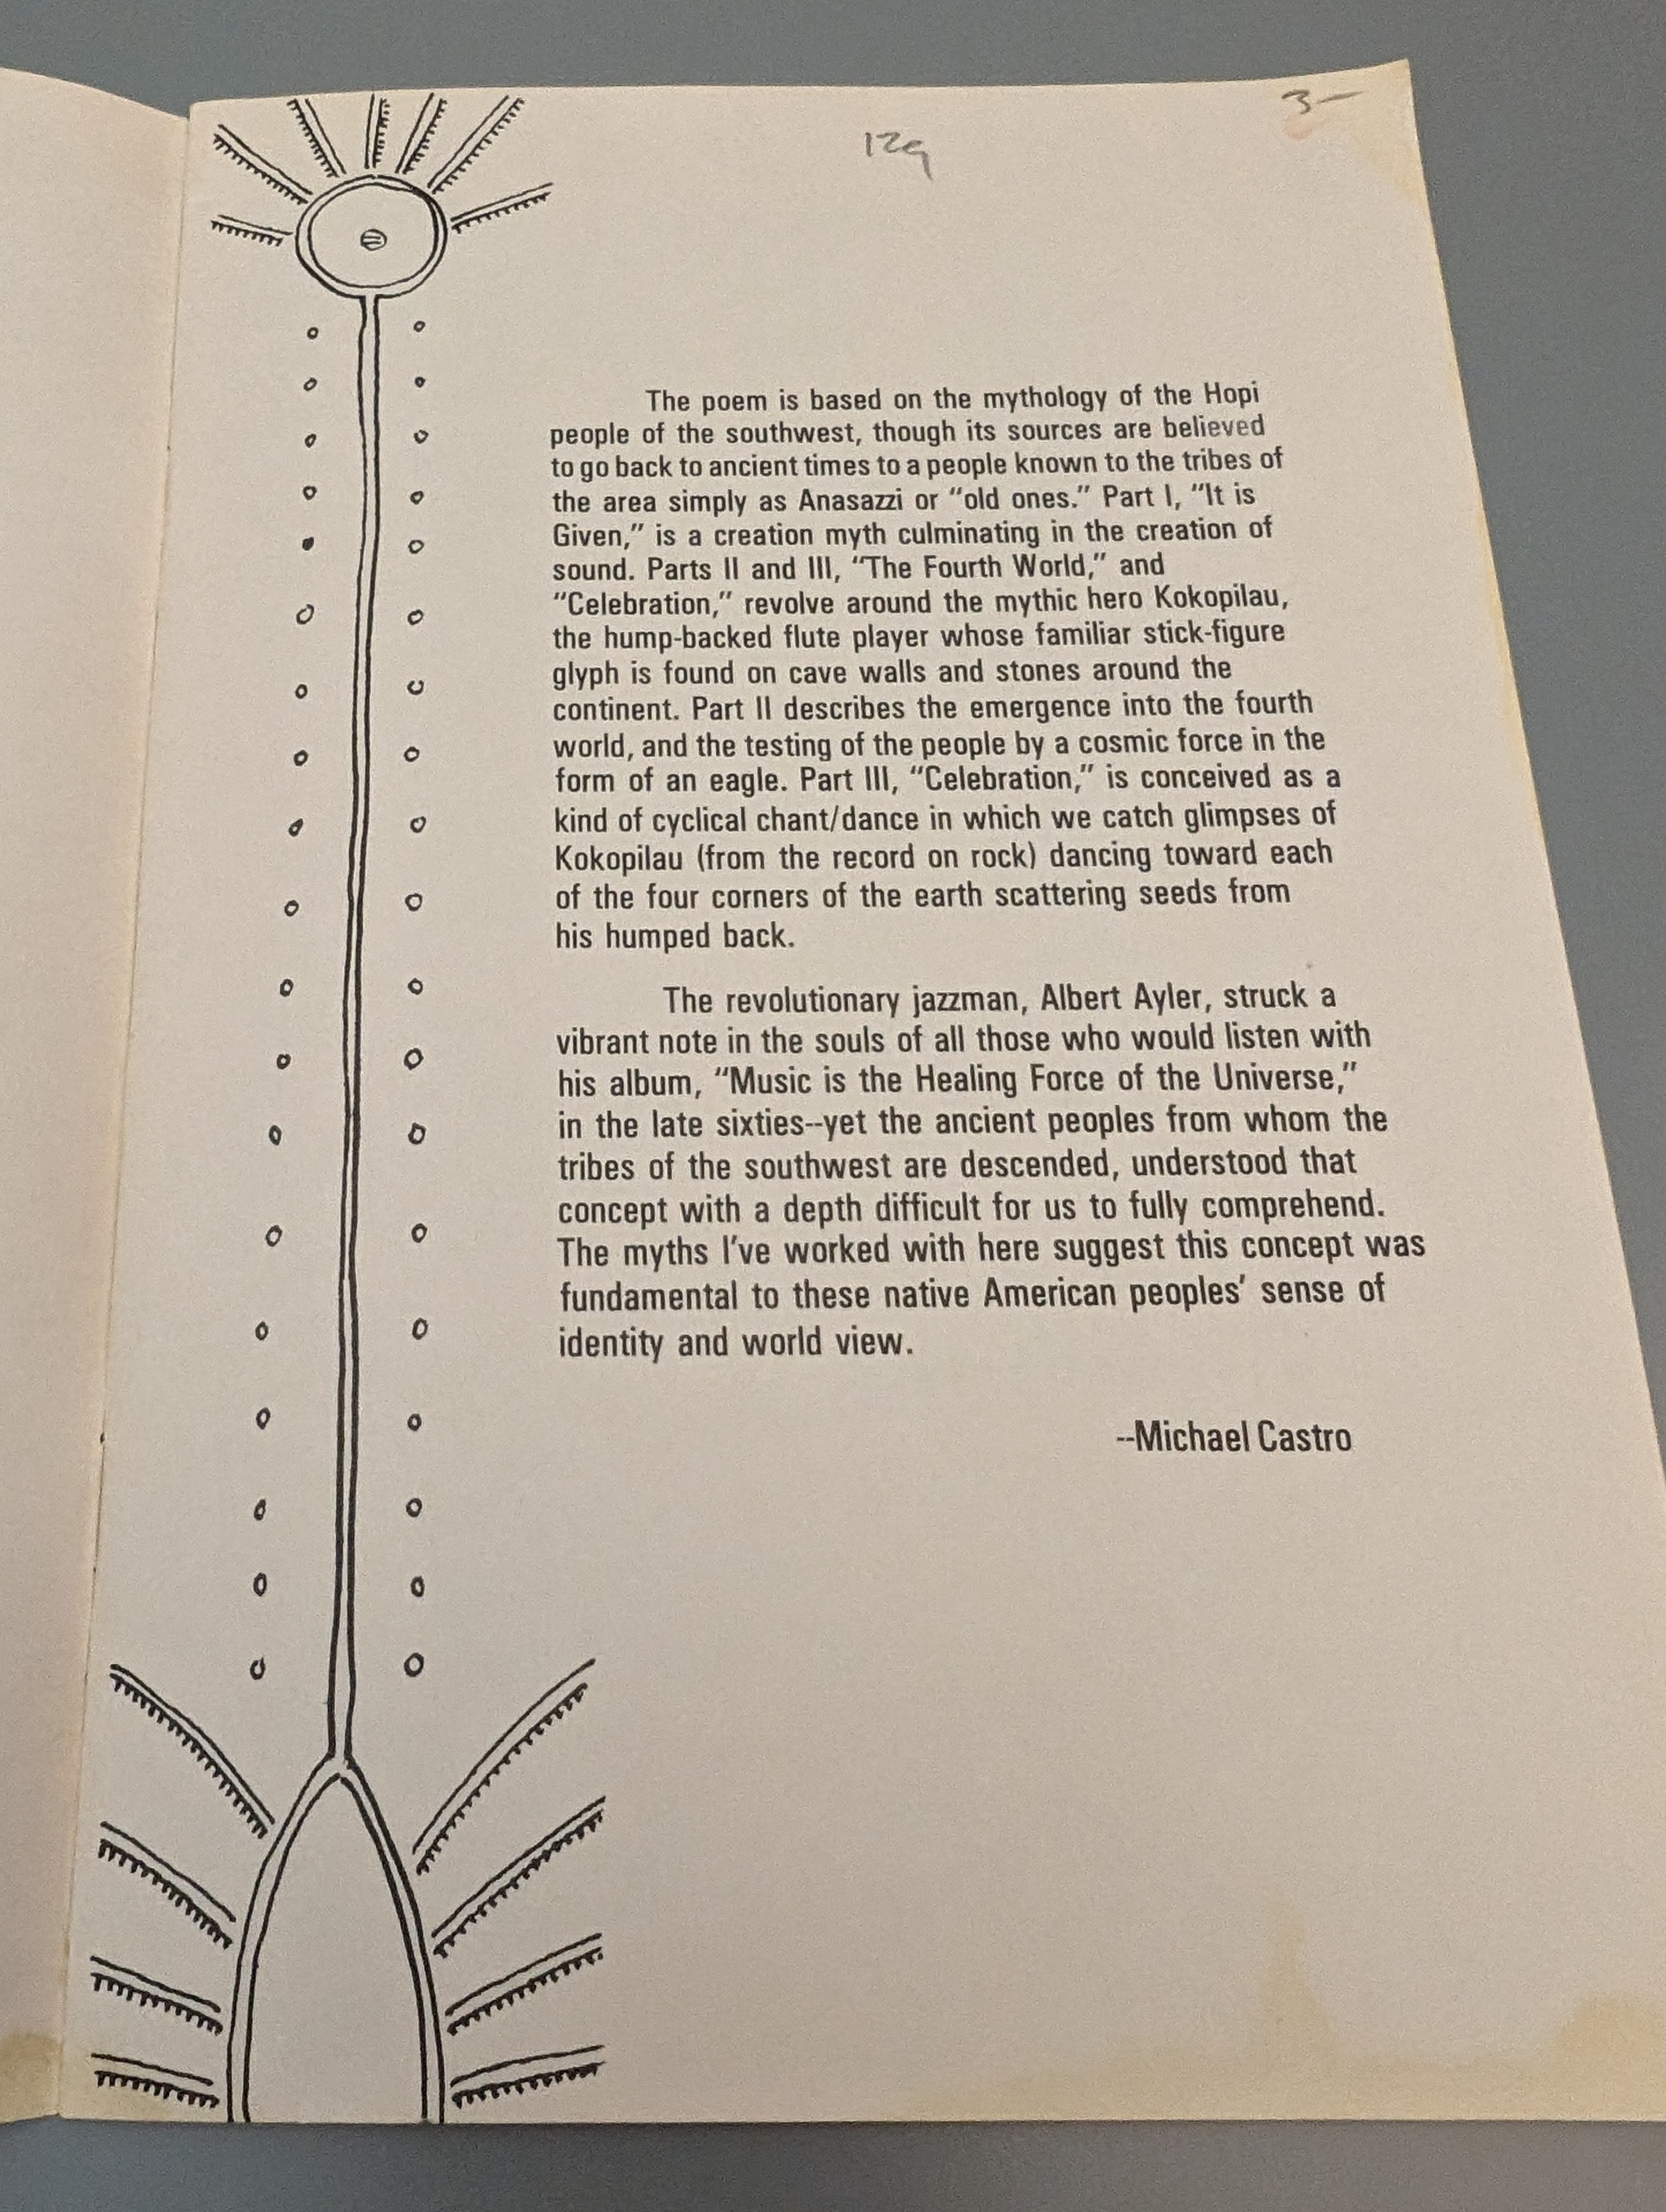 3-
129
The poem is based on the mythology of the Hopi
people of the southwest, though its sources are believed
to go back to ancient times to a people known to the tribes of
the area simply as Anasazzi or “old ones.” Part I, “It is
Given,” is a creation myth culminating in the creation of
sound. Parts II and III, “The Fourth World,” and
“Celebration,” revolve around the mythic hero Kokopilau,
the hump-backed flute player whose familiar stick-figure
glyph is found on cave walls and stones around the
continent. Part II describes the emergence into the fourth
world, and the testing of the people by a cosmic force in the
form of an eagle. Part III, “Celebration,” is conceived as a
kind of cyclical chant/dance in which we catch glimpses of
Kokopilau (from the record on rock) dancing toward each
of the four corners of the earth scattering seeds from
his humped back.
The revolutionary jazzman, Albert Ayler, struck a
vibrant note in the souls of all those who would listen with
his album, “Music is the Healing Force of the Universe,”
in the late sixties--yet the ancient peoples from whom the
tribes of the southwest are descended, understood that
concept with a depth difficult for us to fully comprehend.
The myths I’ve worked with here suggest this concept was
fundamental to these native American peoples’ sense of
identity and world view.
--Michael Castro